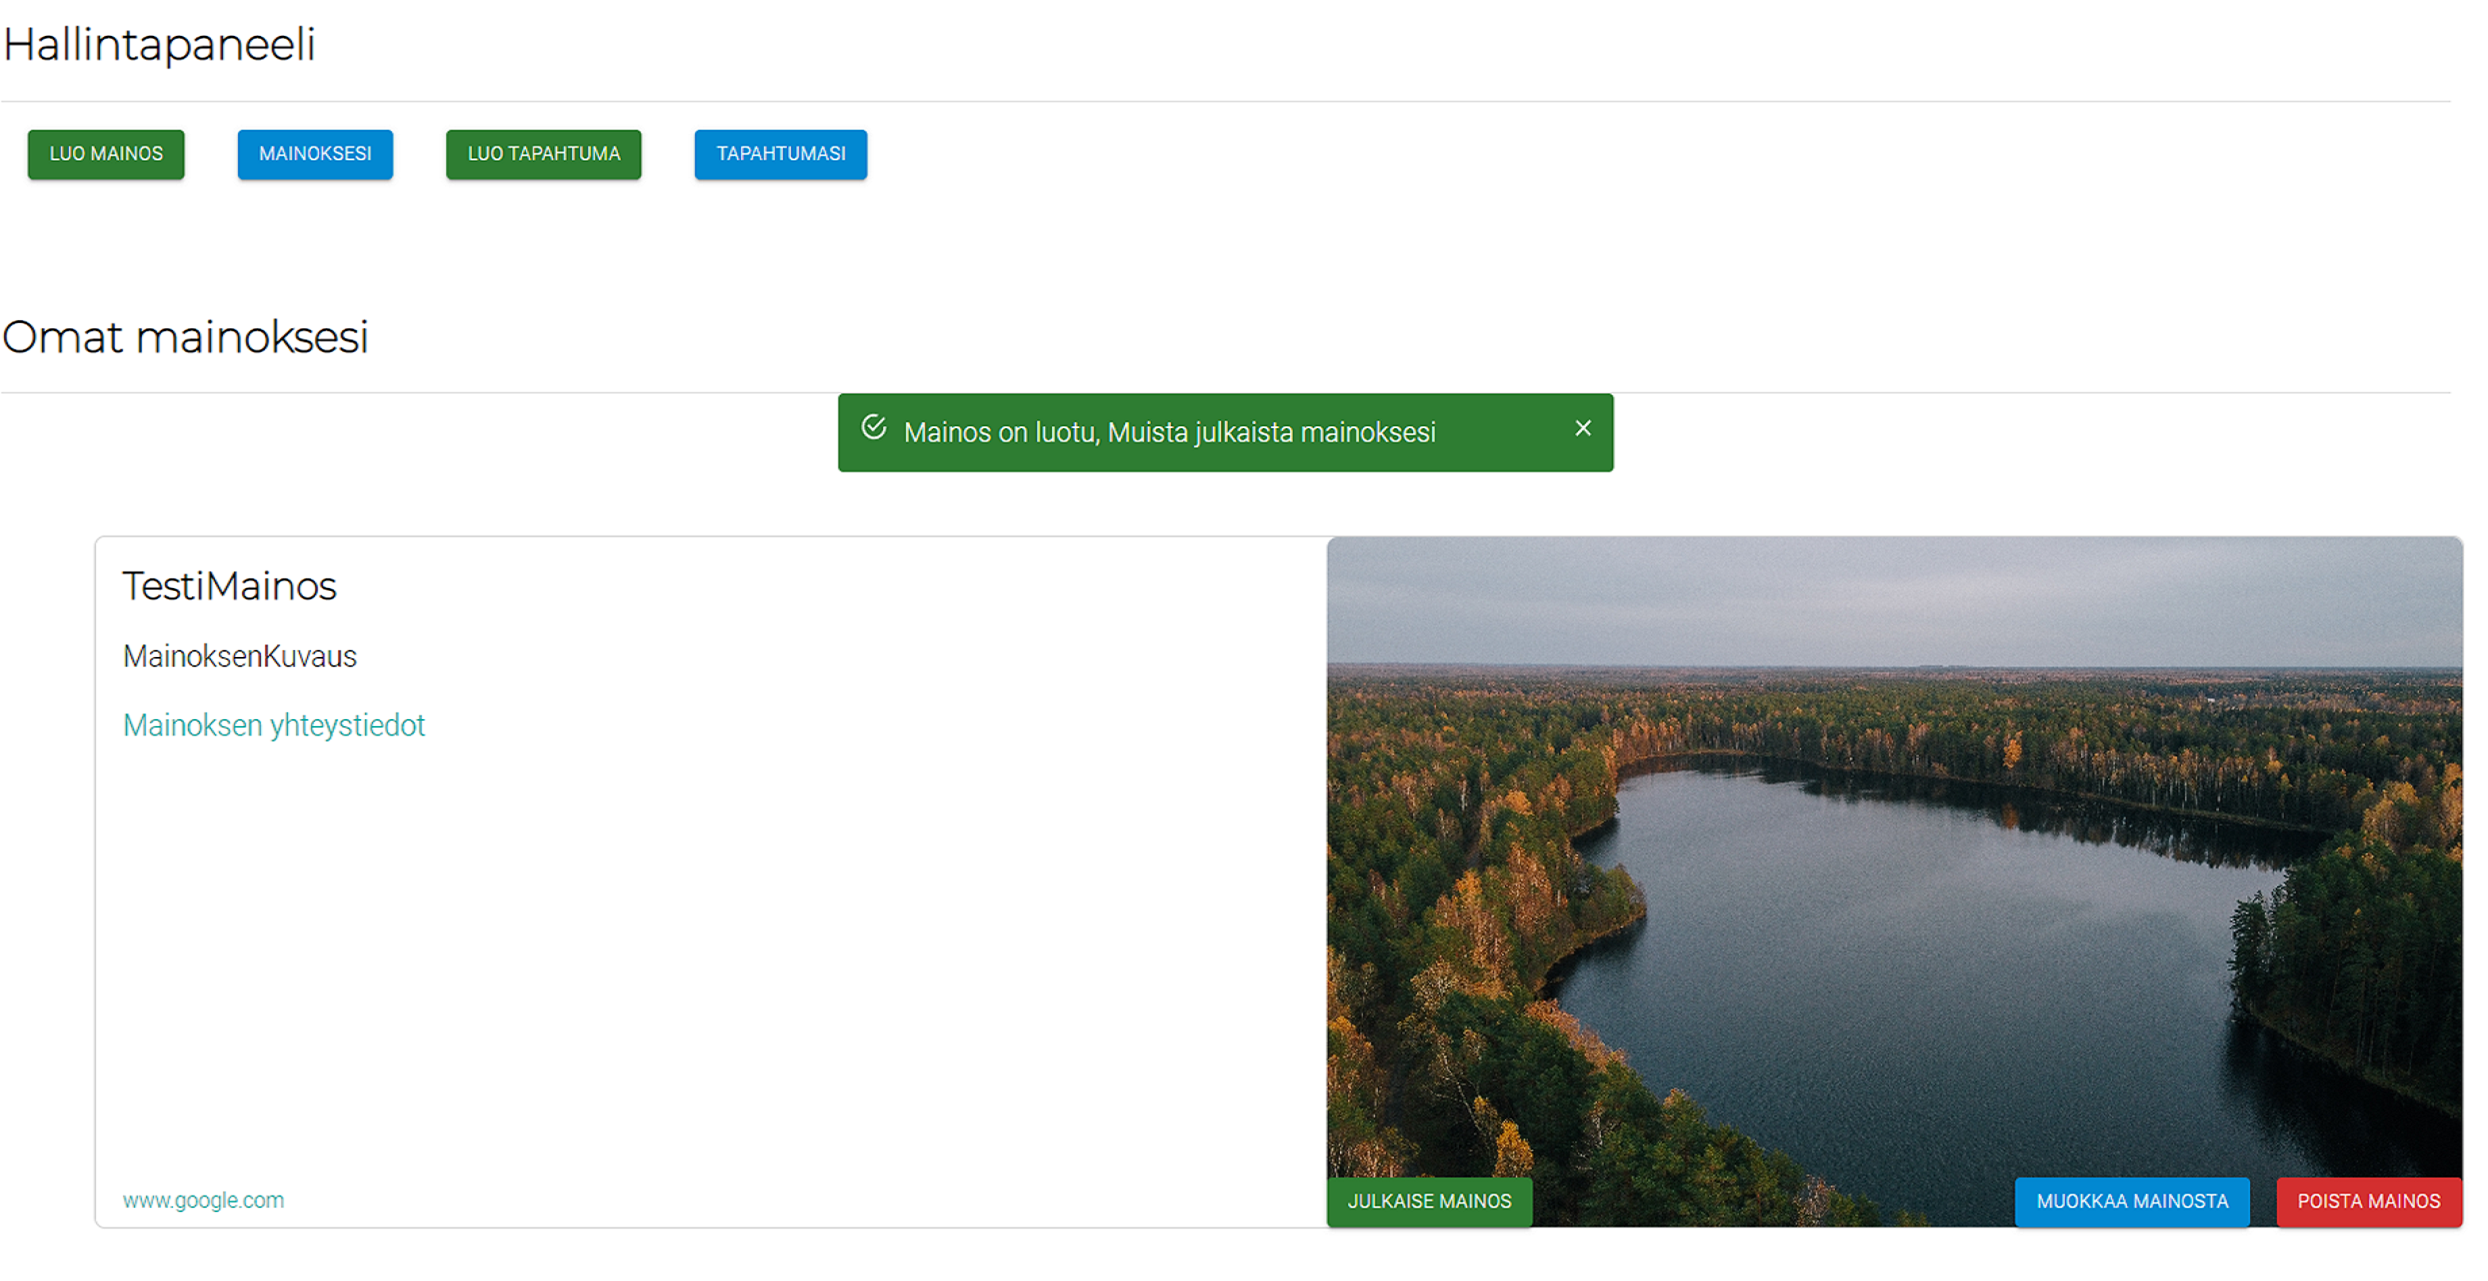 Hallintapaneeli
LUO MAINOS MAINOKSESI LUO TAPAHTUMA TAPAHTUMASI
Omat mainoksesi
Mainos on luotu, Muista julkaista mainoksesi
TestiMainos
MainoksenKuvaus
Mainoksen yhteystiedot
www.google.com
JULKAISE MAINOS MUOKKAA MAINOSTA POISTA MAINOS